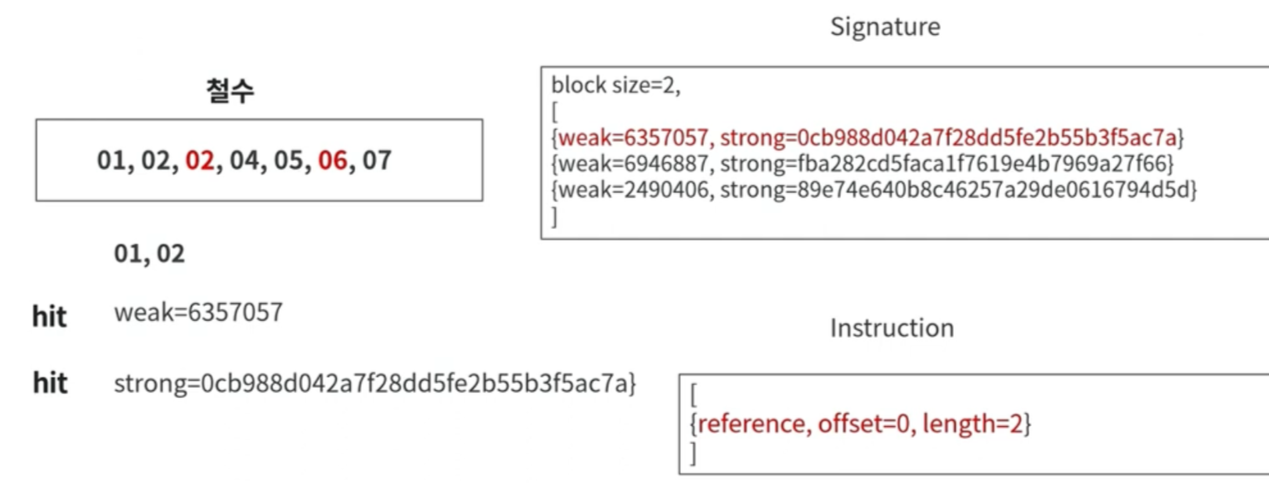 Signature
철수
block size=2,
[
{weak=6357057, strong=0cb988d042a7f28dd5fe2b55b3f5ac7a}
{weak=6946887, strong=fba282cd5faca1f7619e4b7969a27f66}
{weak=2490406, strong=89e74e640b8c46257a29de0616794d5d}
]
01, 02, 02, 04, 05, 06, 07
01, 02
hit weak=6357057
hit strong=0cb988d042a7f28dd5fe2b55b3f5ac7a}
Instruction
[
{reference, offset=0, length=2}
]